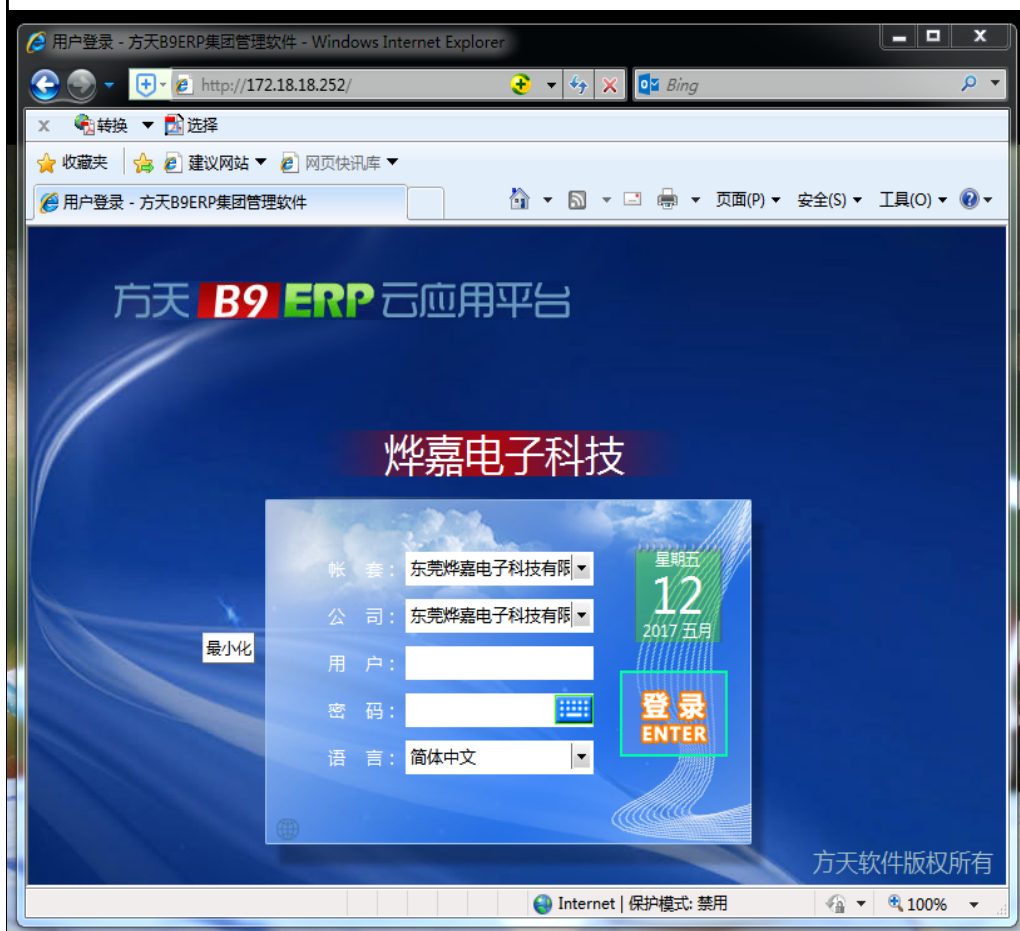 用户登录 - 方天B9ERP集团管理软件 - Windows Internet Explorer
http://172.18.18.252/
Bing
x 转换 选择
收藏夹 建议网站 网页快讯库
用户登录 - 方天B9ERP集团管理软件
页面(P) 安全(S) 工具(O)
方天 B9 ERP 云应用平台
烨嘉电子科技
帐 套: 东莞烨嘉电子科技有限
星期五
12
2017 五月
公 司: 东莞烨嘉电子科技有限
最小化
用 户:
密 码:
登录
ENTER
语 言: 简体中文
方天软件版权所有
Internet | 保护模式: 禁用
100%